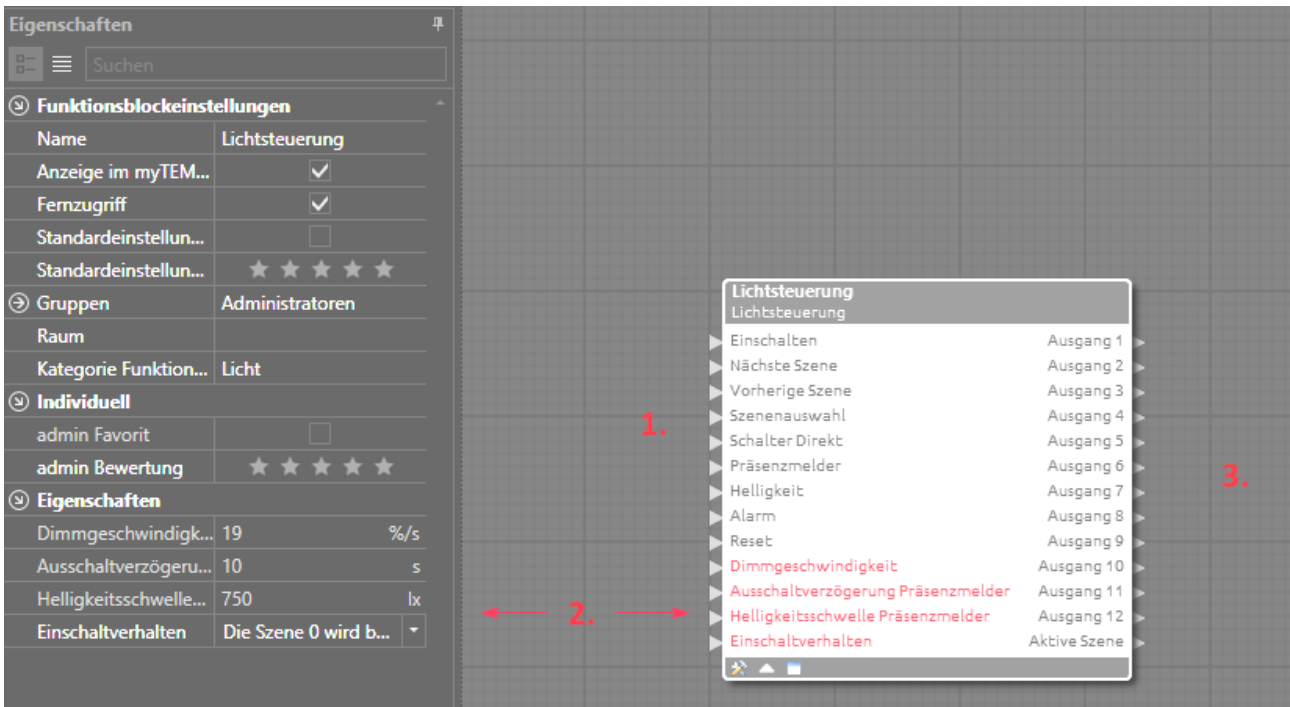 Eigenschaften
Suchen
Funktionsblockeinstellungen
Name Lichtsteuerung
Anzeige im myTEM...
Fernzugriff
Standardeinstellun...
Standardeinstellun...
Gruppen Administratoren
Raum
Kategorie Funktion... Licht
Individuell
admin Favorit
admin Bewertung
Eigenschaften
Dimmgeschwindigk... 19 %/s
Ausschaltverzögeru... 10 s
Helligkeitsschwelle... 750 lx
Einschaltverhalten Die Szene 0 wird b...
1.
2.
Lichtsteuerung
Lichtsteuerung
Einschalten Ausgang 1
Nächste Szene Ausgang 2
Vorherige Szene Ausgang 3
Szenenauswahl Ausgang 4
Schalter Direkt Ausgang 5
Präsenzmelder Ausgang 6
Helligkeit Ausgang 7
Alarm Ausgang 8
Reset Ausgang 9
Dimmgeschwindigkeit Ausgang 10
Ausschaltverzögerung Präsenzmelder Ausgang 11
Helligkeitsschwelle Präsenzmelder Ausgang 12
Einschaltverhalten Aktive Szene
3.